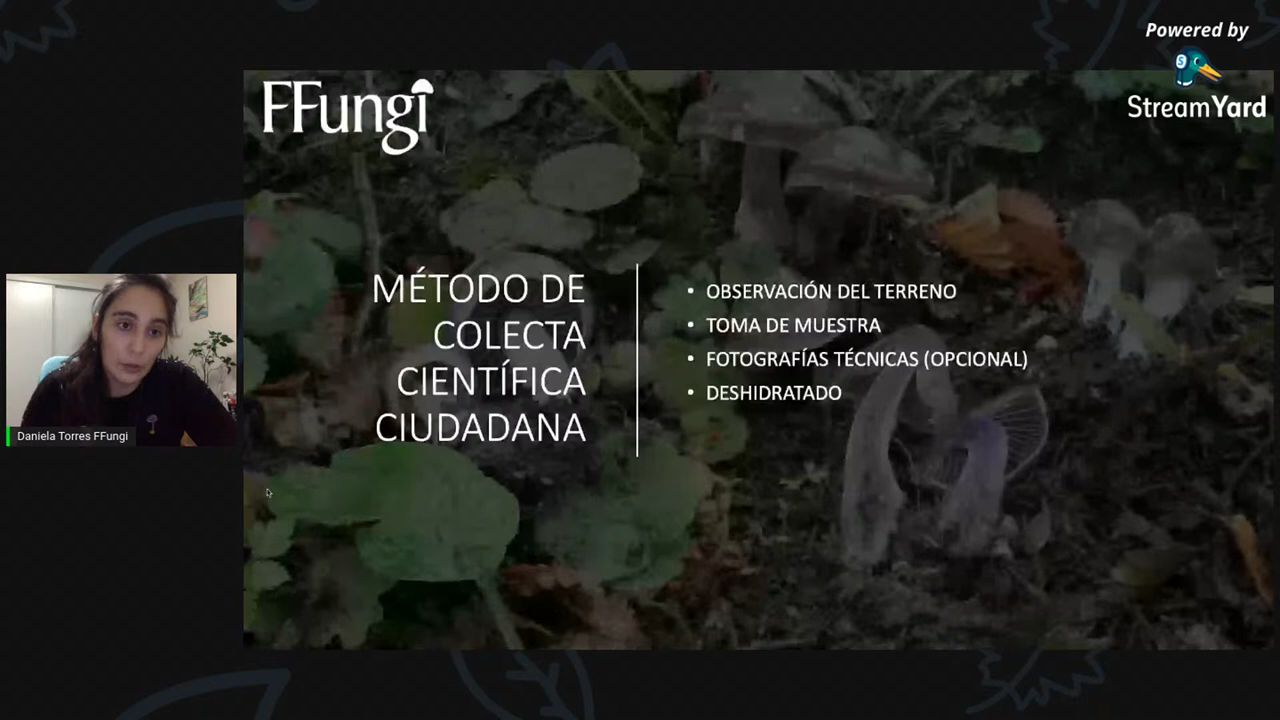 Powered by
StreamYard
FFungi
MÉTODO DE
COLECTA
CIENTÍFICA
CIUDADANA
• OBSERVACIÓN DEL TERRENO
• TOMA DE MUESTRA
• FOTOGRAFÍAS TÉCNICAS (OPCIONAL)
• DESHIDRATADO
Daniela Torres FFungi